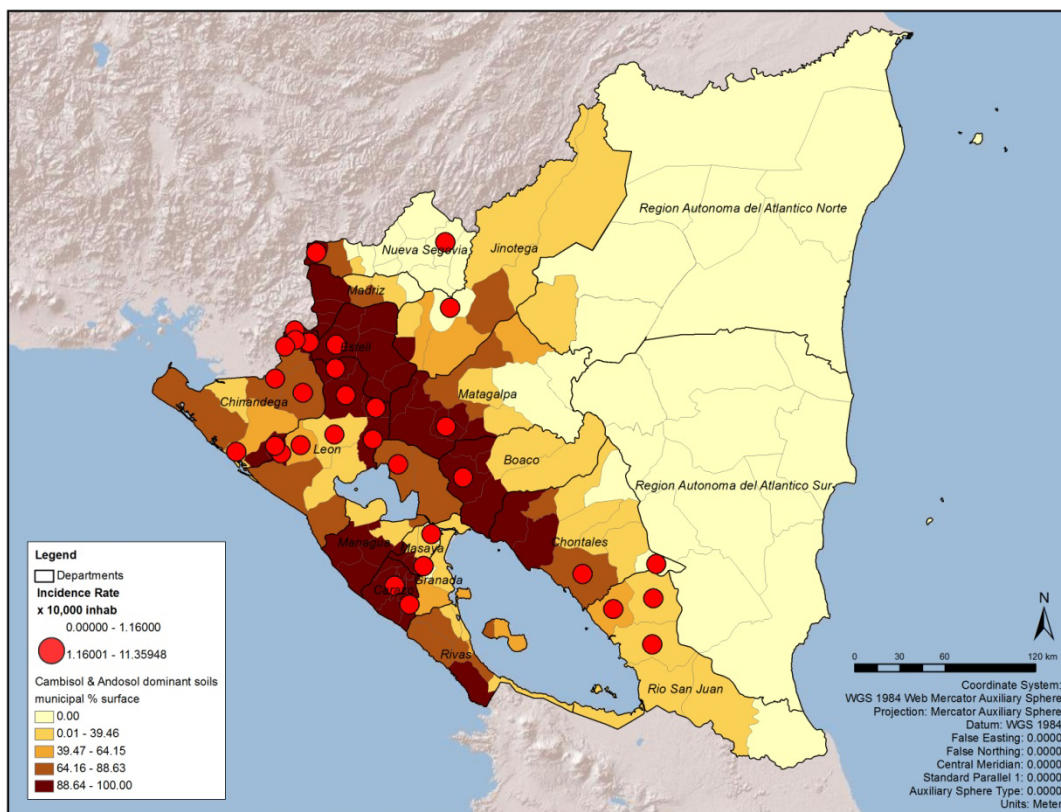 Region Autonoma del Atlantico Norte
Nueva Segovia
Jinotega
Madriz
Esteli
Chinandega
Matagalpa
Leon
Boaco
Region Autonoma del Atlantico Sur
Managua
Masaya
Chontales
Granada
Carazo
Rivas
Rio San Juan
Legend
Departments
Incidence Rate
x 10,000 inhab
0.00000 - 1.16000
1.16001 - 11.35948
Cambisol & Andosol dominant soils
municipal % surface
0.00
0.01 - 39.46
39.47 - 64.15
64.16 - 88.63
88.64 - 100.00
N
0 30 60 120 km
Coordinate System:
WGS 1984 Web Mercator Auxiliary Sphere
Projection: Mercator Auxiliary Sphere
Datum: WGS 1984
False Easting: 0.0000
False Northing: 0.0000
Central Meridian: 0.0000
Standard Parallel 1: 0.0000
Auxiliary Sphere Type: 0.0000
Units: Meter